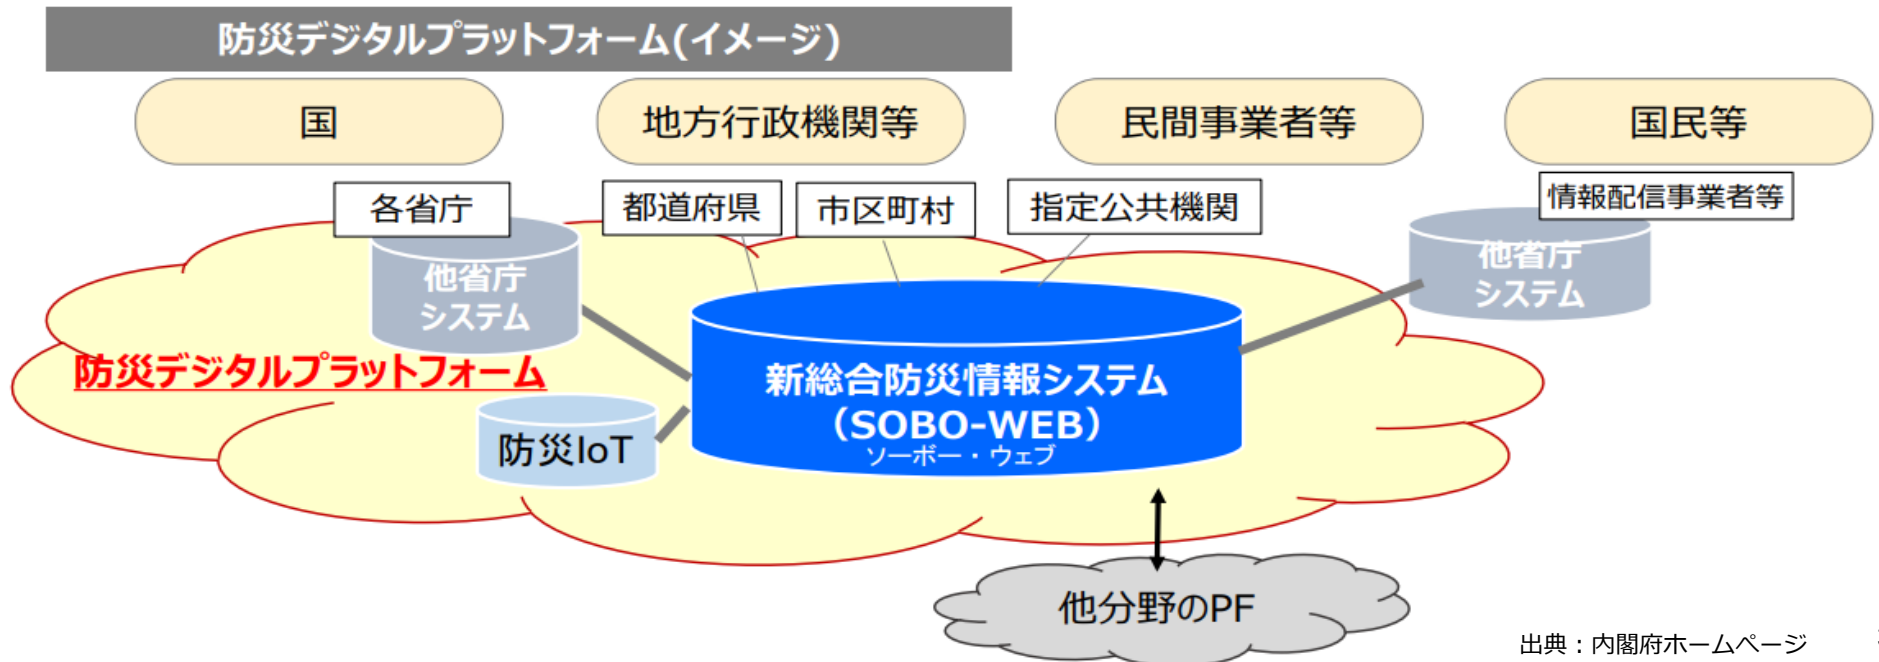 防災デジタルプラットフォーム(イメージ)
国
地方行政機関等
民間事業者等
国民等
各省庁
都道府県
市区町村
指定公共機関
情報配信事業者等
他省庁
システム
他省庁
システム
防災デジタルプラットフォーム
新総合防災情報システム
（SOBO-WEB）
ソーボー・ウェブ
防災IoT
他分野のPF
出典：内閣府ホームページ